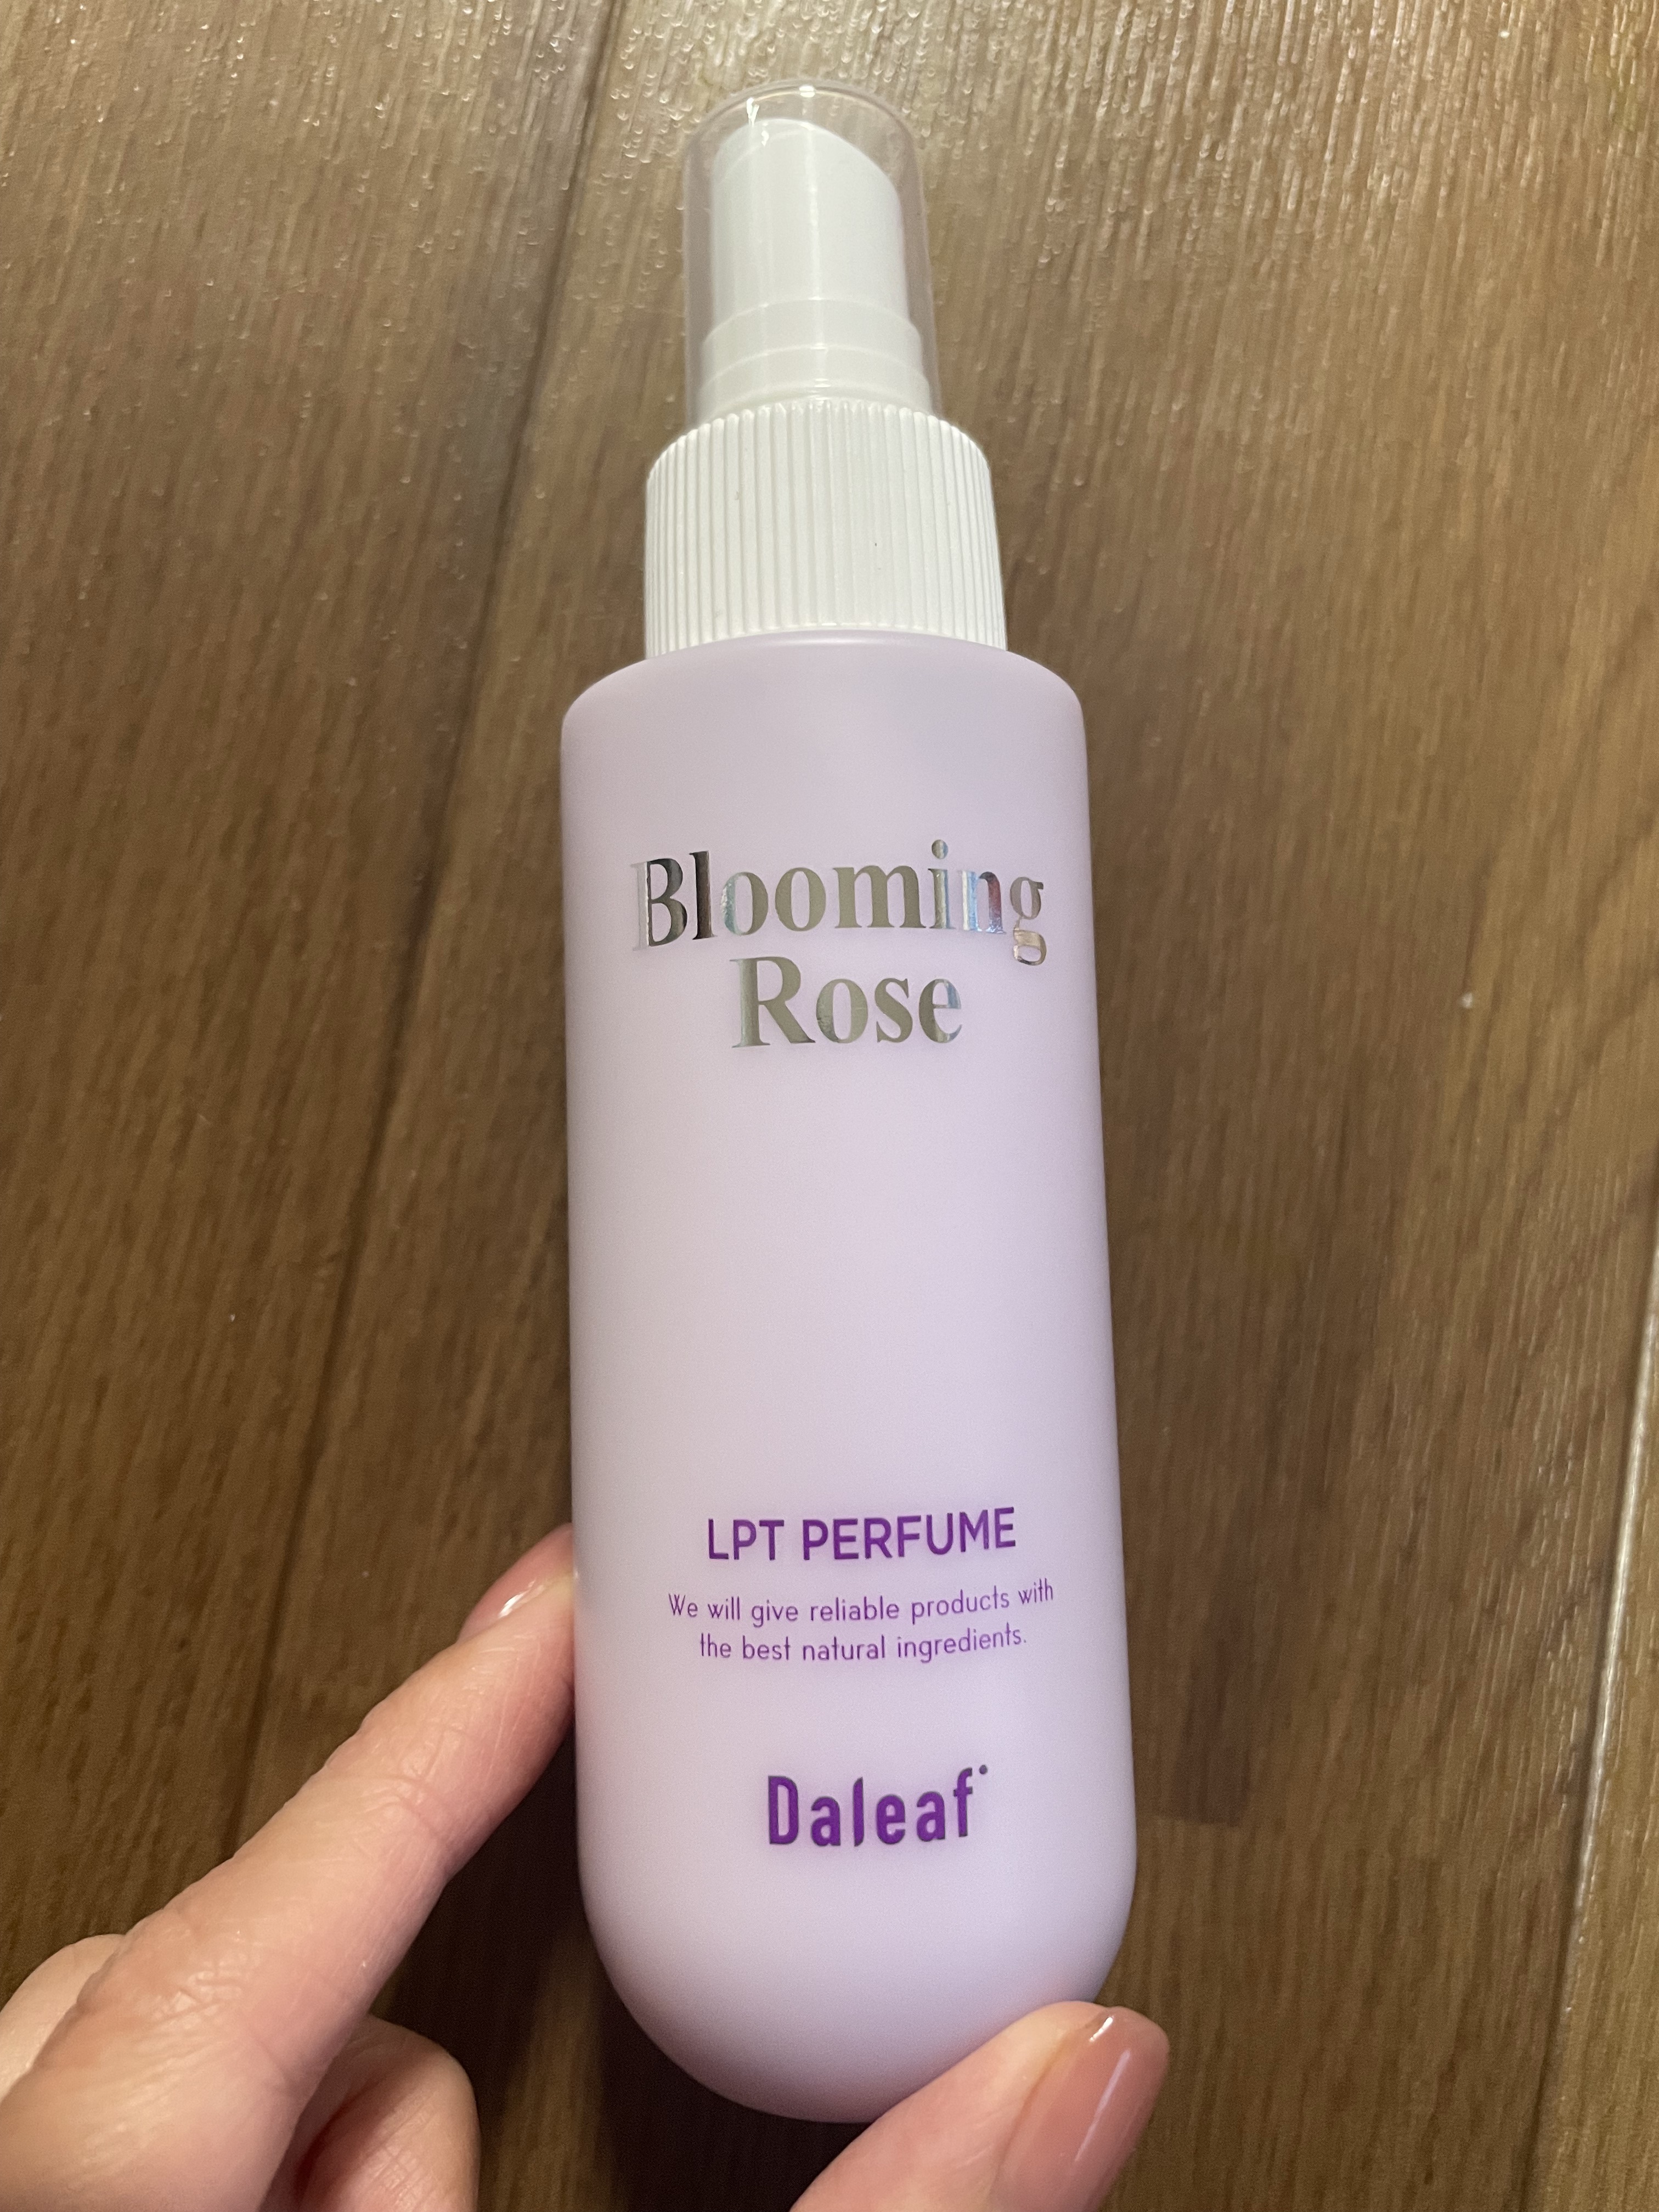 Blooming
Rose
LPT PERFUME
We will give reliable products with
the best natural ingredients.
Daleaf